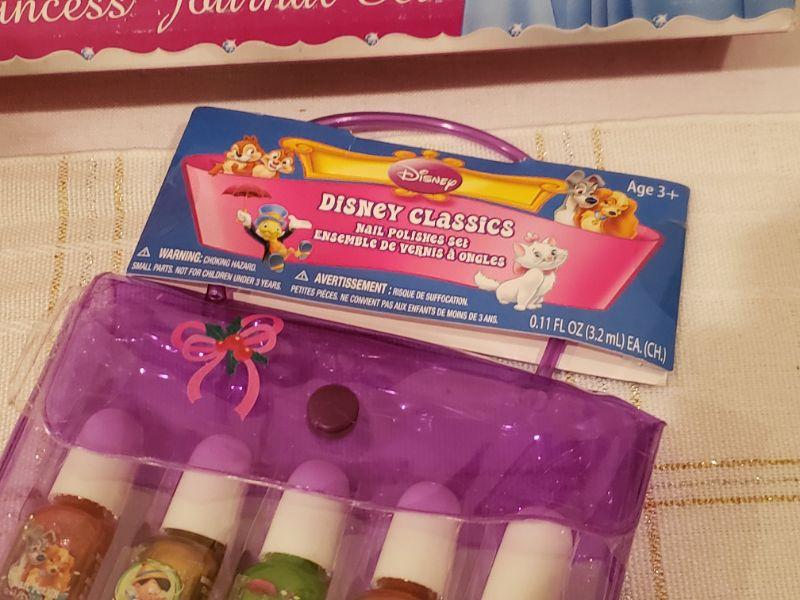 Journal
Disney
Age 3+
DISNEY CLASSICS
NAIL POLISHES SET
ENSEMBLE DE VERNIS À ONGLES
WARNING: CHOKING HAZARD.
SMALL PARTS. NOT FOR CHILDREN UNDER 3 YEARS.
AVERTISSEMENT : RISQUE DE SUFFOCATION.
PETITES PIÈCES. NE CONVIENT PAS AUX ENFANTS DE MOINS DE 3 ANS.
0.11 FL OZ (3.2 mL) EA. (CH.)